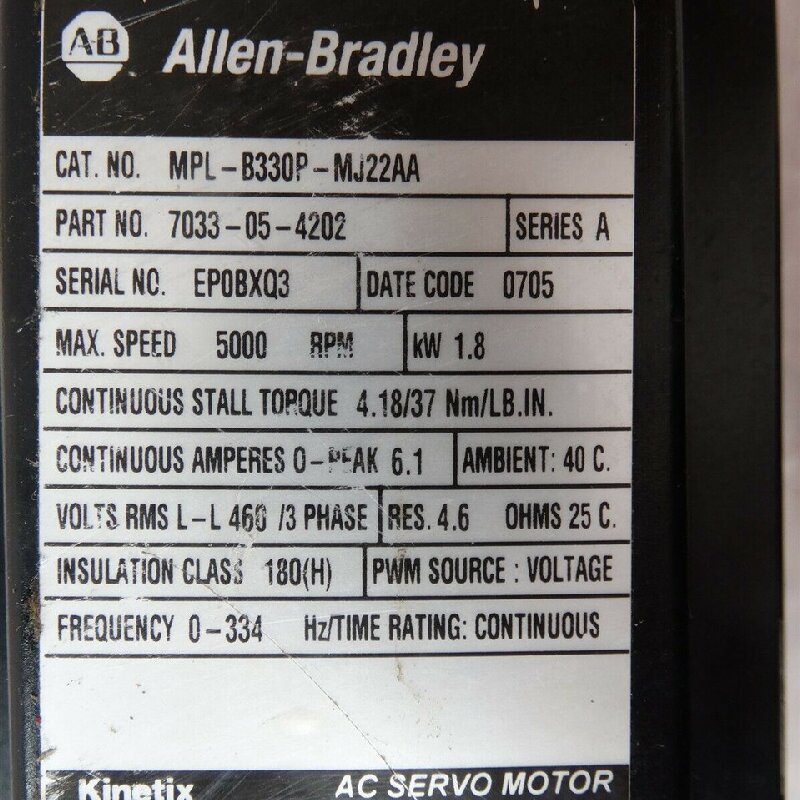 AB Allen-Bradley
CAT. NO. MPL-B330P-MJ22AA
PART NO. 7033-05-4202 SERIES A
SERIAL NO. EP0BXQ3 DATE CODE 0705
MAX. SPEED 5000 RPM kW 1.8
CONTINUOUS STALL TORQUE 4.18/37 Nm/LB.IN.
CONTINUOUS AMPERES 0-PEAK 6.1 AMBIENT: 40 C.
VOLTS RMS L-L 460 /3 PHASE RES. 4.6 OHMS 25 C.
INSULATION CLASS 180(H) PWM SOURCE : VOLTAGE
FREQUENCY 0-334 Hz/TIME RATING: CONTINUOUS
Kinetix AC SERVO MOTOR